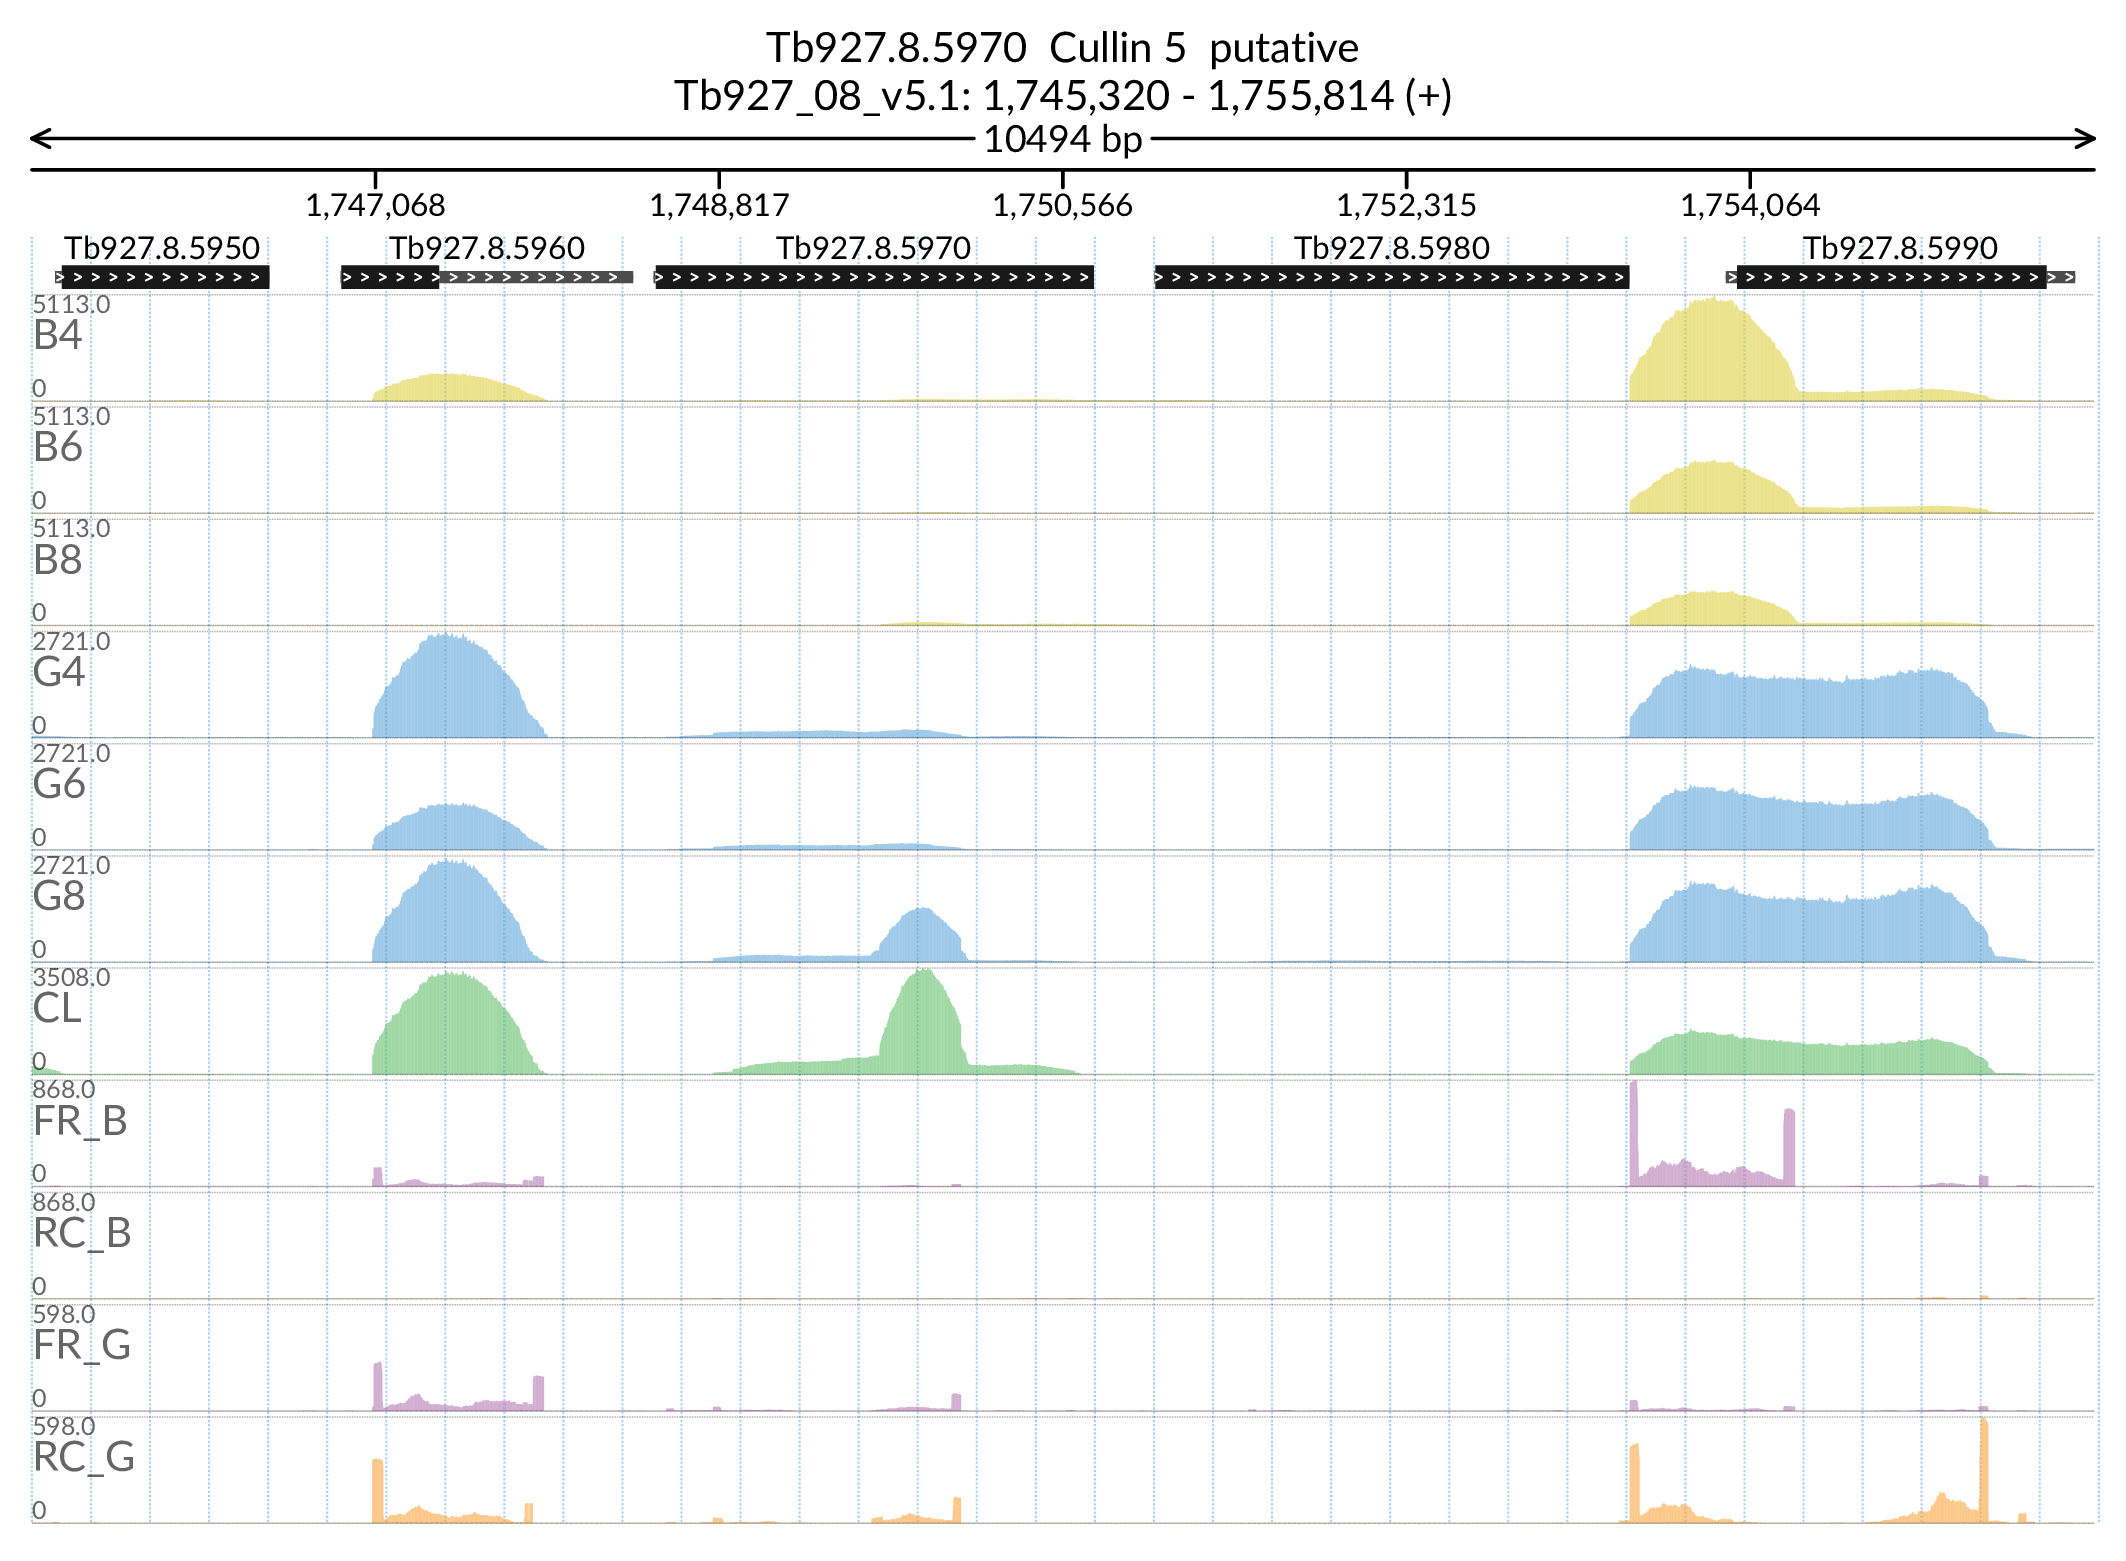 Tb927.8.5970  Cullin 5  putative
Tb927_08_v5.1: 1,745,320 - 1,755,814 (+)
10494 bp
1,747,068 1,748,817 1,750,566 1,752,315 1,754,064
Tb927.8.5950 Tb927.8.5960 Tb927.8.5970 Tb927.8.5980 Tb927.8.5990
5113.0
B4
0
5113.0
B6
0
5113.0
B8
0
2721.0
G4
0
2721.0
G6
0
2721.0
G8
0
3508.0
CL
0
868.0
FR_B
0
868.0
RC_B
0
598.0
FR_G
0
598.0
RC_G
0